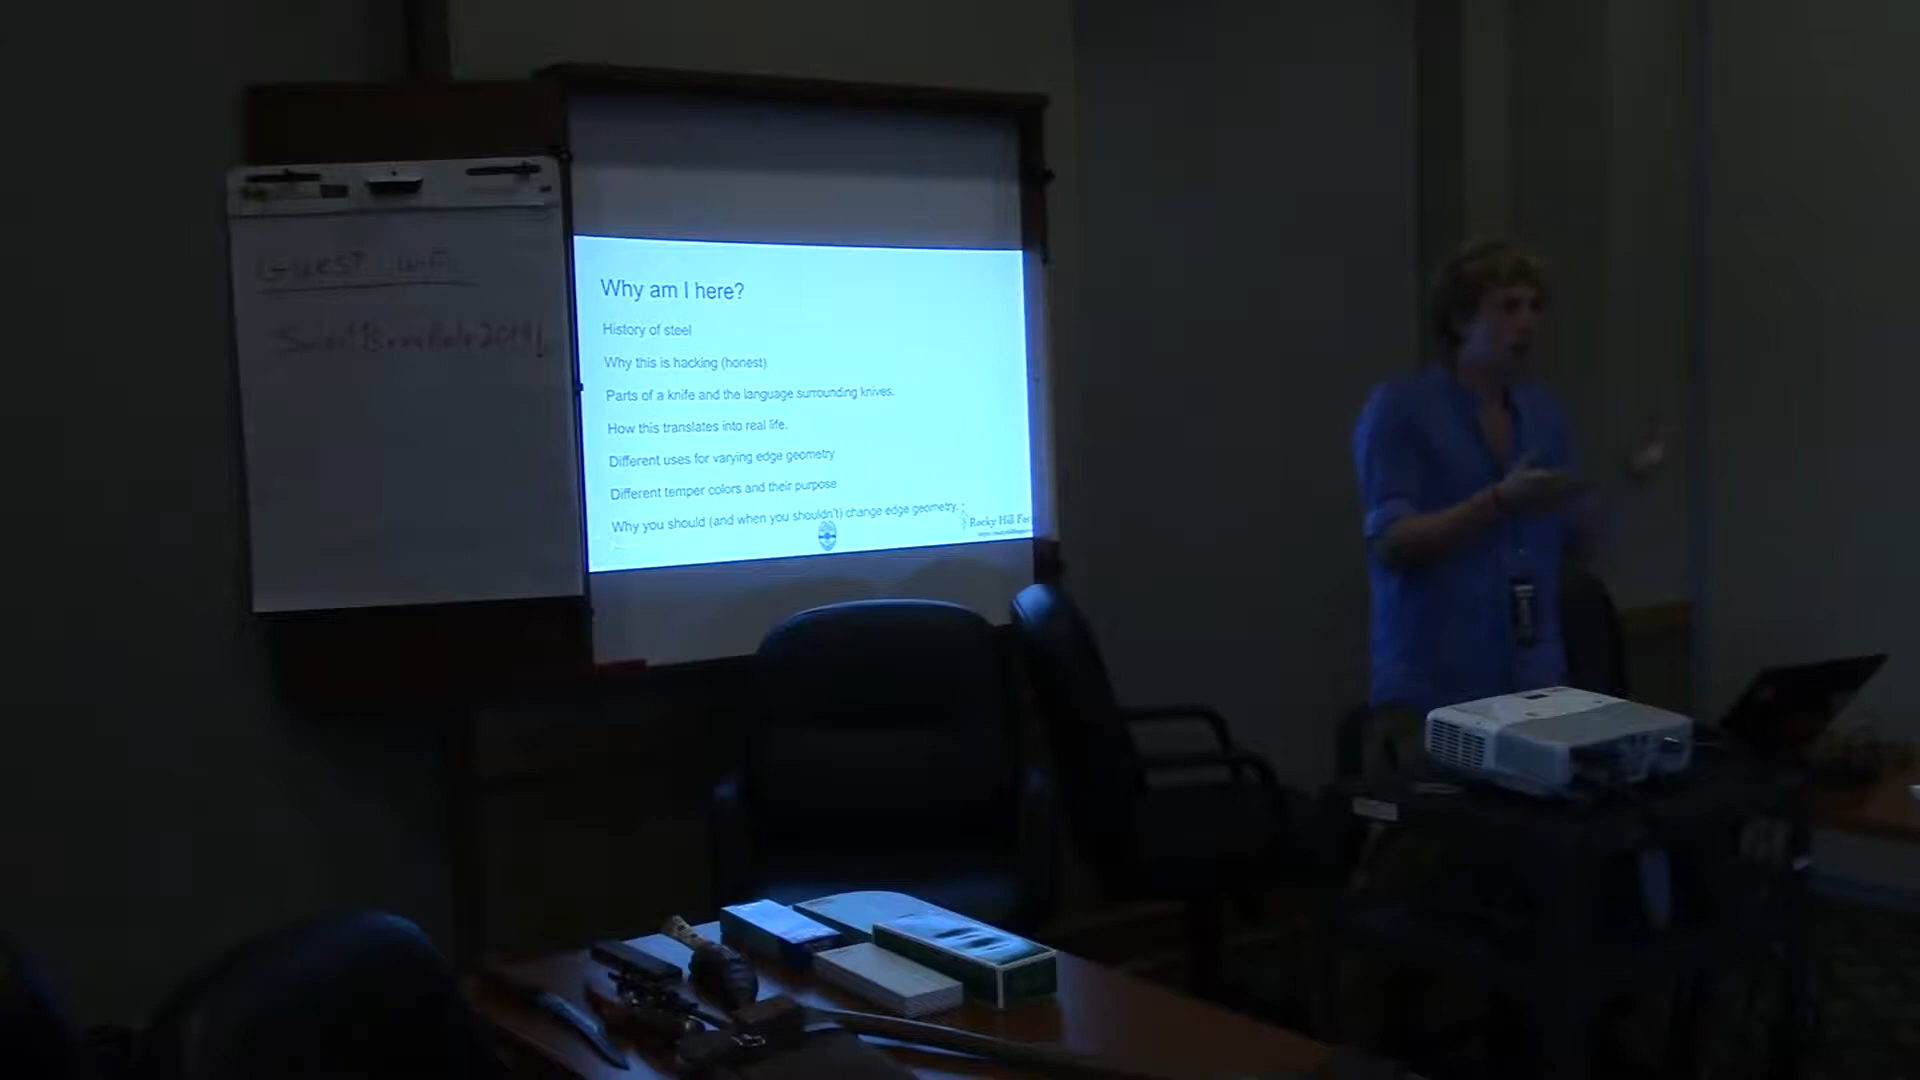 Guest wifi
Why am I here?
History of steel
Why this is hacking (honest)
Parts of a knife and the language surrounding knives.
How this translates into real life.
Different uses for varying edge geometry
Different temper colors and their purpose
Why you should (and when you shouldn't) change edge geometry.
Rocky Hill For